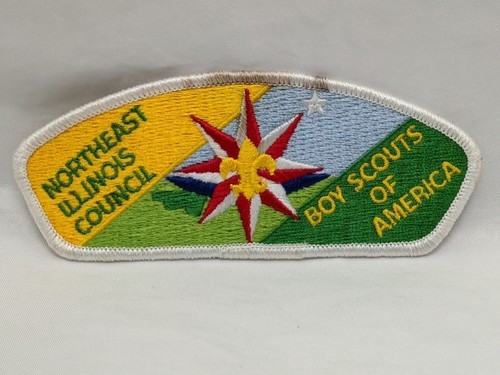 NORTHEAST
ILLINOIS
COUNCIL
BOY SCOUTS
OF
AMERICA